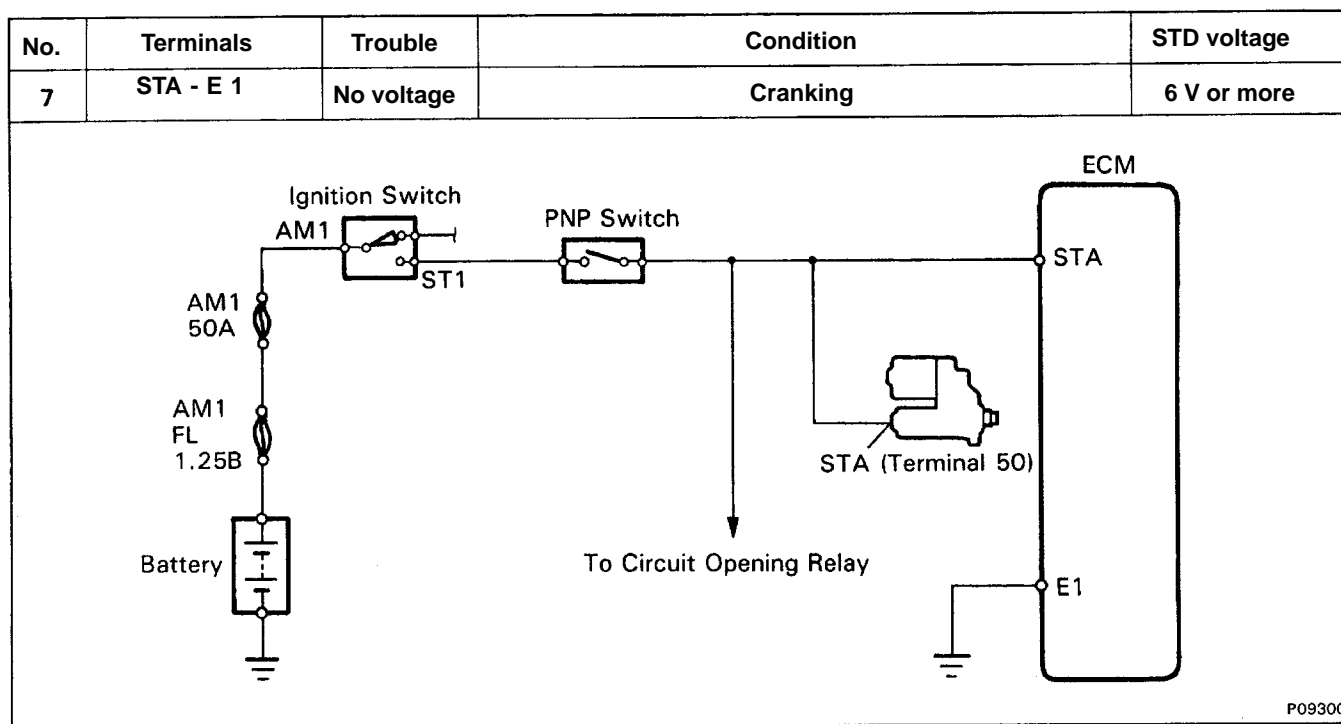 No. Terminals Trouble Condition STD voltage
7 STA - E 1 No voltage Cranking 6 V or more
ECM
Ignition Switch
AM1
PNP Switch
ST1
STA
AM1
50A
AM1
FL
1.25B
STA (Terminal 50)
Battery
To Circuit Opening Relay
E1
P09300